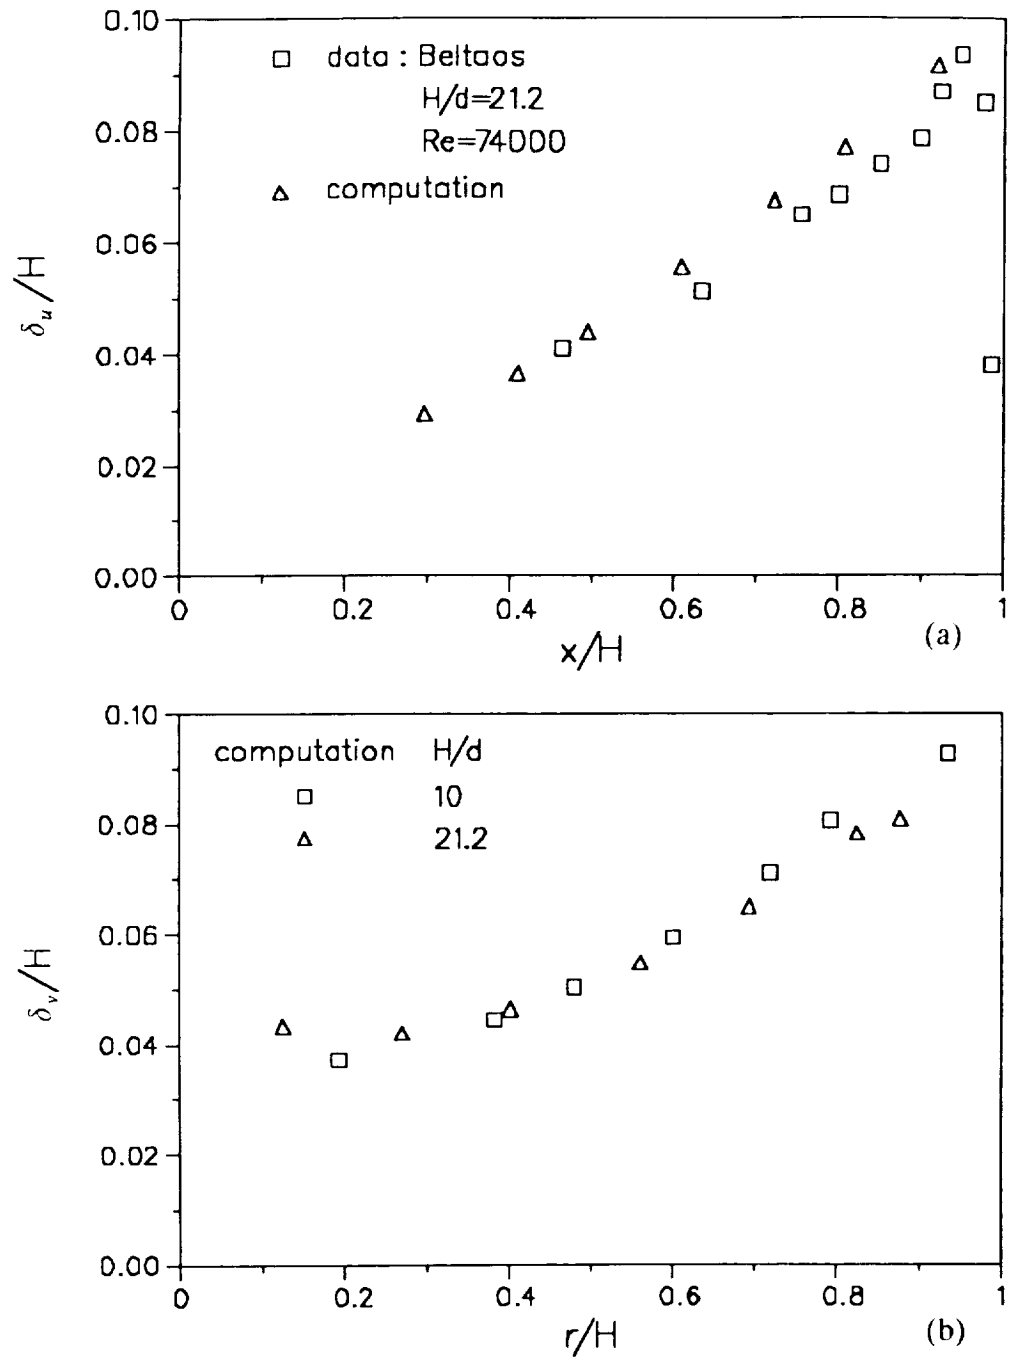 0.10
data : Beltaos
H/d=21.2
Re=74000
computation
0.08
0.06
0.04
0.02
0.00
δu/H
0 0.2 0.4 0.6 0.8 1
x/H
(a)
0.10
computation H/d
10
21.2
0.08
0.06
0.04
0.02
0.00
δv/H
0 0.2 0.4 0.6 0.8 1
r/H
(b)